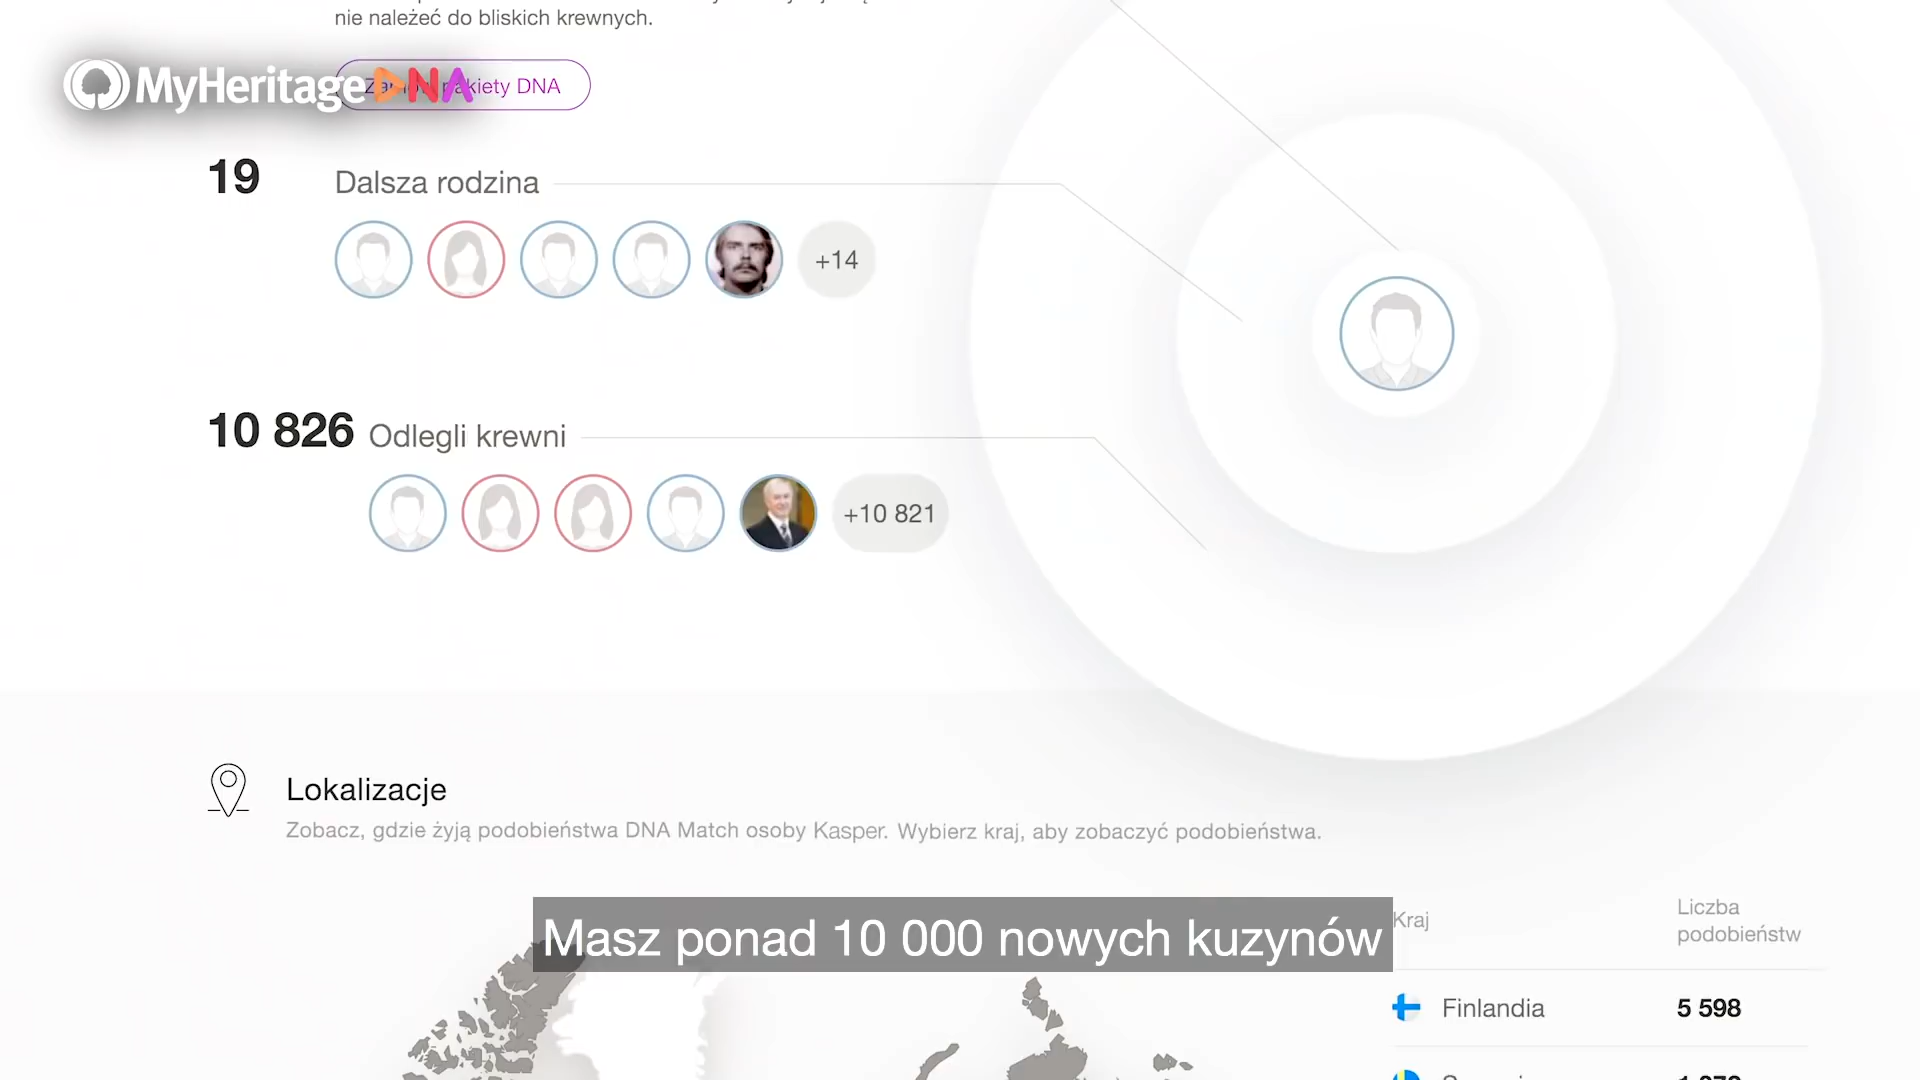 nie należeć do bliskich krewnych.
MyHeritage DNA
pakiety DNA
19 Dalsza rodzina
+14
10 826 Odlegli krewni
+10 821
Lokalizacje
Zobacz, gdzie żyją podobieństwa DNA Match osoby Kasper. Wybierz kraj, aby zobaczyć podobieństwa.
Masz ponad 10 000 nowych kuzynów
Kraj
Liczba
podobieństw
Finlandia 5 598